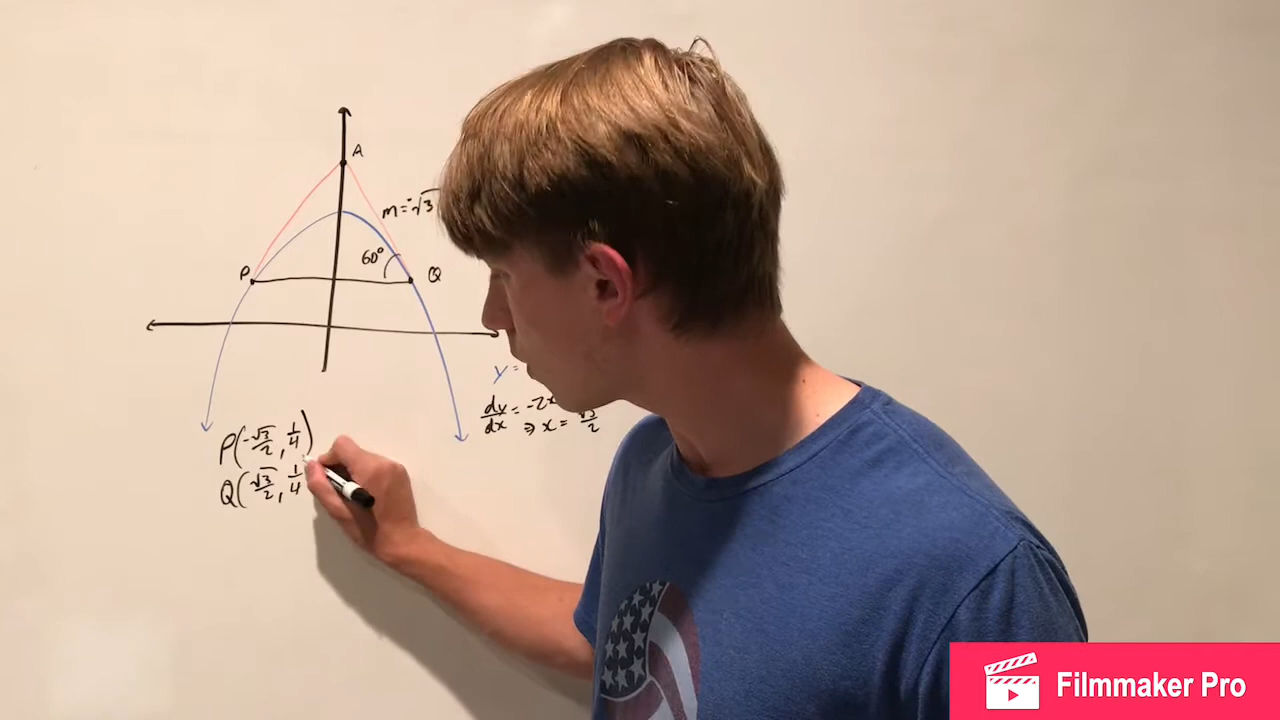 A
m=-√3
60°
P
Q
y=
dy/dx = -2x
⇒ x = √3/2
P(-√3/2, 1/4)
Q(√3/2, 1/4
Filmmaker Pro